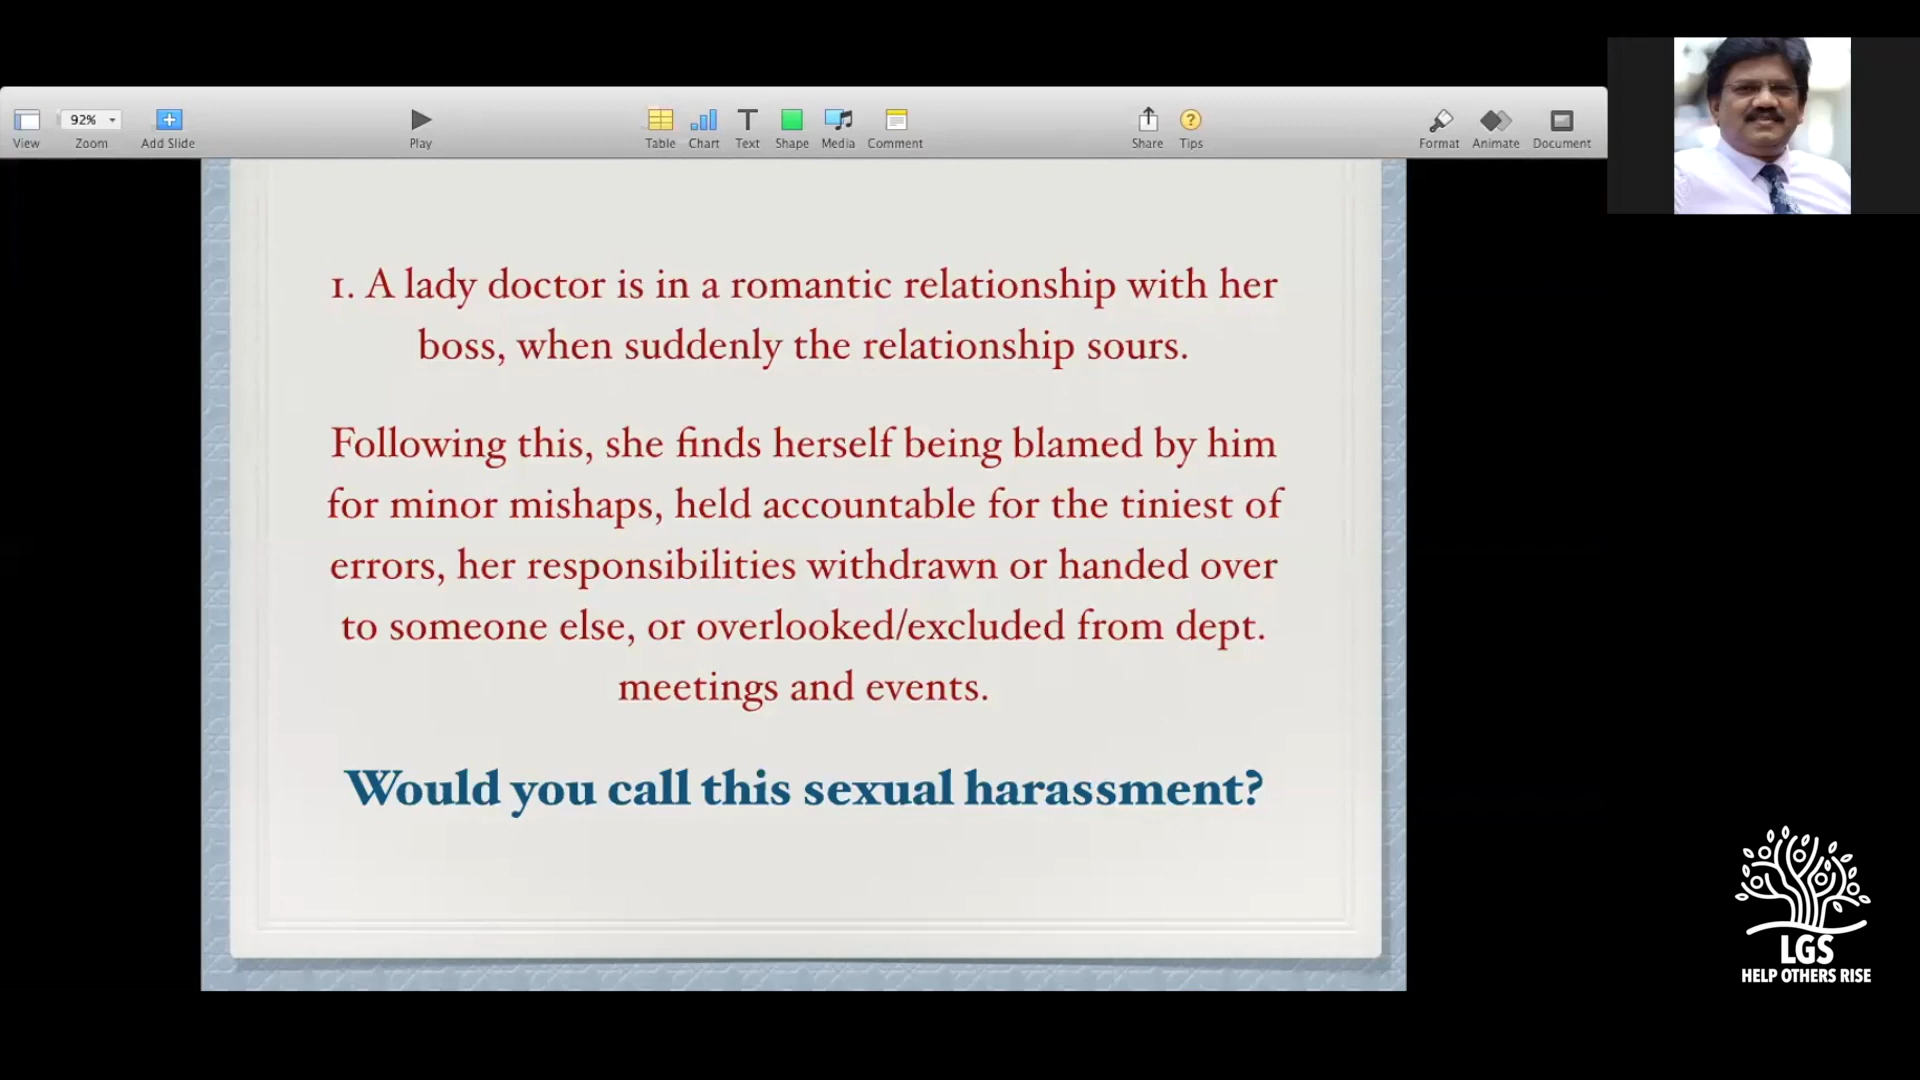 92%
View
Zoom
Add Slide
Play
Table
Chart
Text
Shape
Media
Comment
Share
Tips
Format
Animate
Document
1. A lady doctor is in a romantic relationship with her
boss, when suddenly the relationship sours.
Following this, she finds herself being blamed by him
for minor mishaps, held accountable for the tiniest of
errors, her responsibilities withdrawn or handed over
to someone else, or overlooked/excluded from dept.
meetings and events.
Would you call this sexual harassment?
LGS
HELP OTHERS RISE